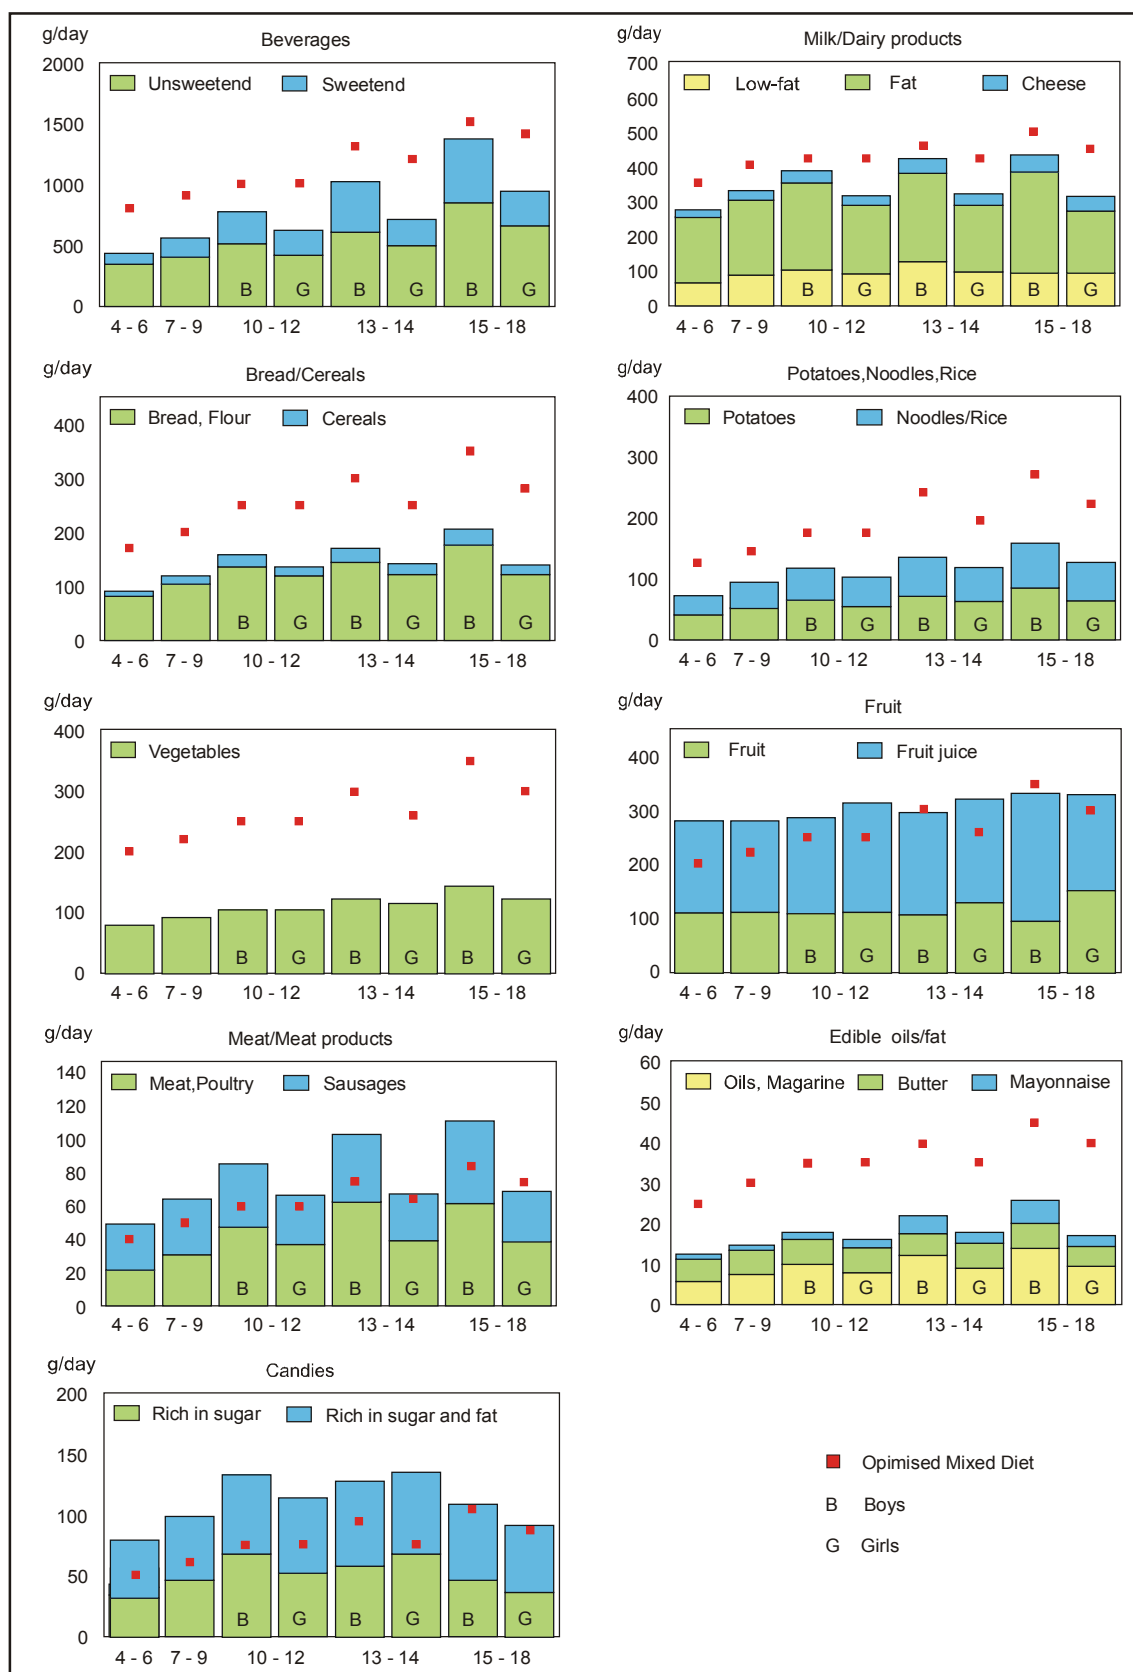 g/day
Beverages
2000
1500
1000
500
0
Unsweetend
Sweetend
B G B G B G
4 - 6 7 - 9 10 - 12 13 - 14 15 - 18
g/day
Milk/Dairy products
700
600
500
400
300
200
100
0
Low-fat
Fat
Cheese
B G B G B G
4 - 6 7 - 9 10 - 12 13 - 14 15 - 18
g/day
Bread/Cereals
400
300
200
100
0
Bread, Flour
Cereals
B G B G B G
4 - 6 7 - 9 10 - 12 13 - 14 15 - 18
g/day
Potatoes,Noodles,Rice
400
300
200
100
0
Potatoes
Noodles/Rice
B G B G B G
4 - 6 7 - 9 10 - 12 13 - 14 15 - 18
g/day
400
300
200
100
0
Vegetables
B G B G B G
4 - 6 7 - 9 10 - 12 13 - 14 15 - 18
g/day
Fruit
400
300
200
100
0
Fruit
Fruit juice
B G B G B G
4 - 6 7 - 9 10 - 12 13 - 14 15 - 18
g/day
Meat/Meat products
140
120
100
80
60
40
20
0
Meat,Poultry
Sausages
B G B G B G
4 - 6 7 - 9 10 - 12 13 - 14 15 - 18
g/day
Edible oils/fat
60
50
40
30
20
10
0
Oils, Magarine
Butter
Mayonnaise
B G B G B G
4 - 6 7 - 9 10 - 12 13 - 14 15 - 18
g/day
Candies
200
150
100
50
0
Rich in sugar
Rich in sugar and fat
B G B G B G
4 - 6 7 - 9 10 - 12 13 - 14 15 - 18
Opimised Mixed Diet
B Boys
G Girls